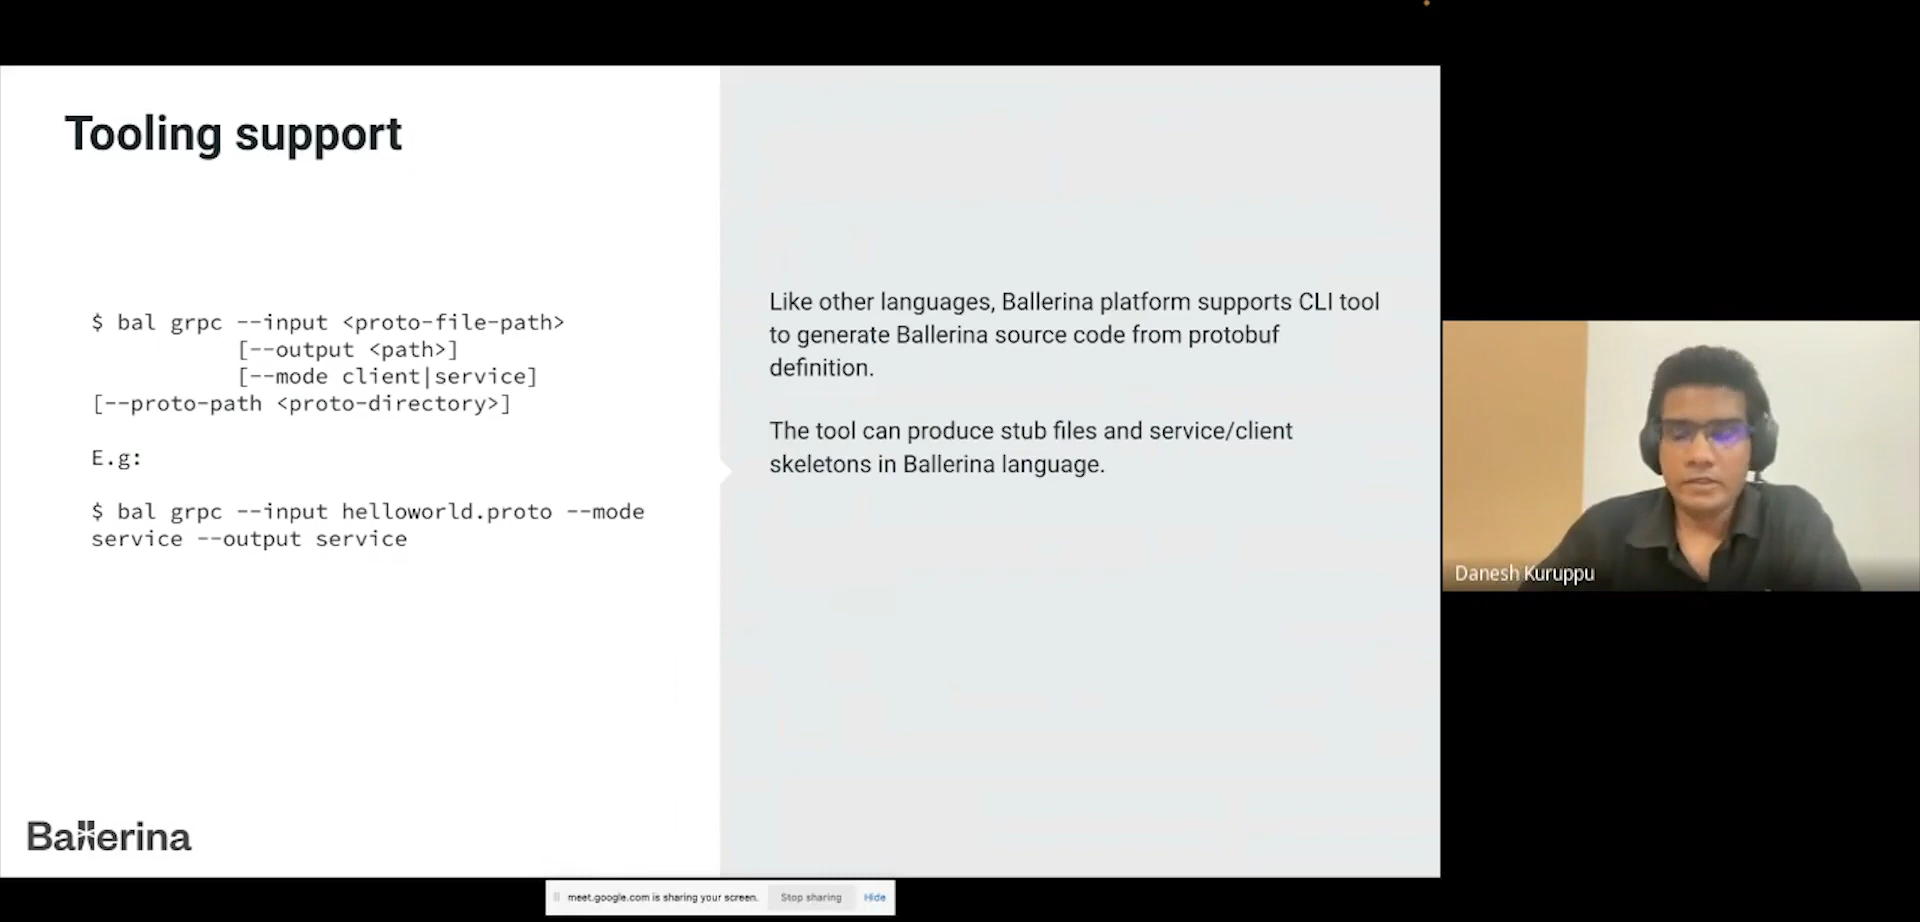 Tooling support
$ bal grpc --input <proto-file-path>
[--output <path>]
[--mode client|service]
[--proto-path <proto-directory>]
E.g:
$ bal grpc --input helloworld.proto --mode
service --output service
Like other languages, Ballerina platform supports CLI tool
to generate Ballerina source code from protobuf
definition.
The tool can produce stub files and service/client
skeletons in Ballerina language.
Danesh Kuruppu
Ballerina
meet.google.com is sharing your screen. Stop sharing Hide